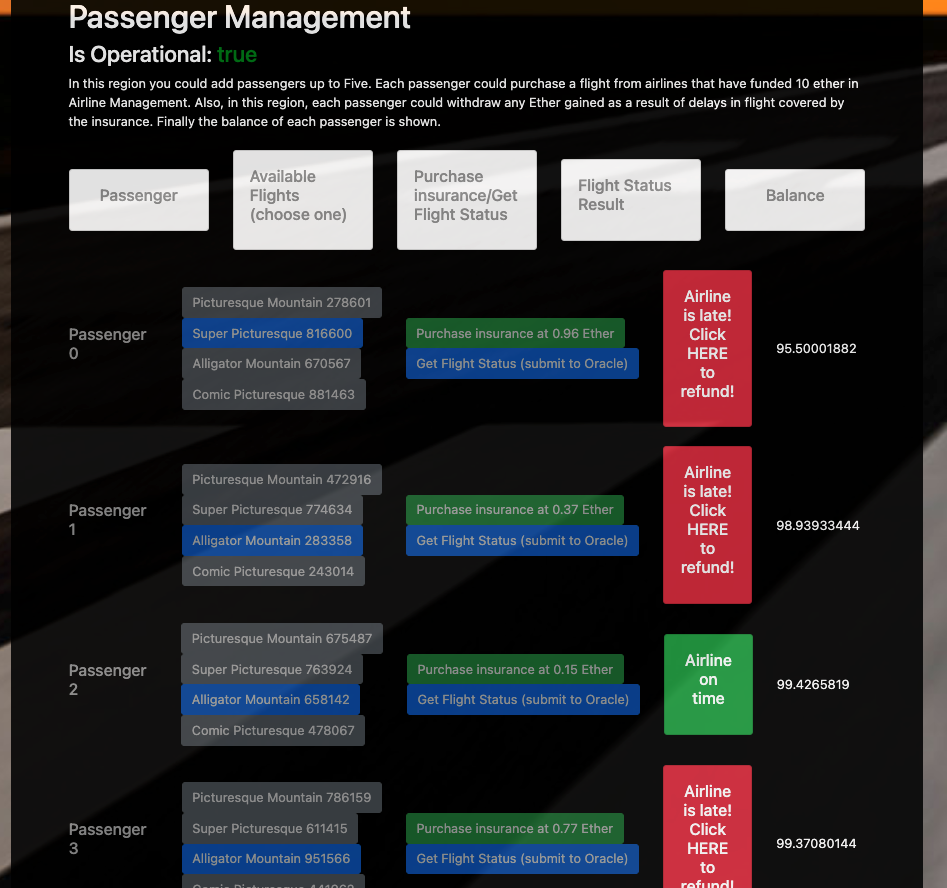 Passenger Management
Is Operational: true
In this region you could add passengers up to Five. Each passenger could purchase a flight from airlines that have funded 10 ether in
Airline Management. Also, in this region, each passenger could withdraw any Ether gained as a result of delays in flight covered by
the insurance. Finally the balance of each passenger is shown.
Passenger
Available
Flights
(choose one)
Purchase
insurance/Get
Flight Status
Flight Status
Result
Balance
Passenger
0
Picturesque Mountain 278601
Super Picturesque 816600
Alligator Mountain 670567
Comic Picturesque 881463
Purchase insurance at 0.96 Ether
Get Flight Status (submit to Oracle)
Airline
is late!
Click
HERE
to
refund!
95.50001882
Passenger
1
Picturesque Mountain 472916
Super Picturesque 774634
Alligator Mountain 283358
Comic Picturesque 243014
Purchase insurance at 0.37 Ether
Get Flight Status (submit to Oracle)
Airline
is late!
Click
HERE
to
refund!
98.93933444
Passenger
2
Picturesque Mountain 675487
Super Picturesque 763924
Alligator Mountain 658142
Comic Picturesque 478067
Purchase insurance at 0.15 Ether
Get Flight Status (submit to Oracle)
Airline
on
time
99.4265819
Passenger
3
Picturesque Mountain 786159
Super Picturesque 611415
Alligator Mountain 951566
Comic Picturesque
Purchase insurance at 0.77 Ether
Get Flight Status (submit to Oracle)
Airline
is late!
Click
HERE
to
refund!
99.37080144